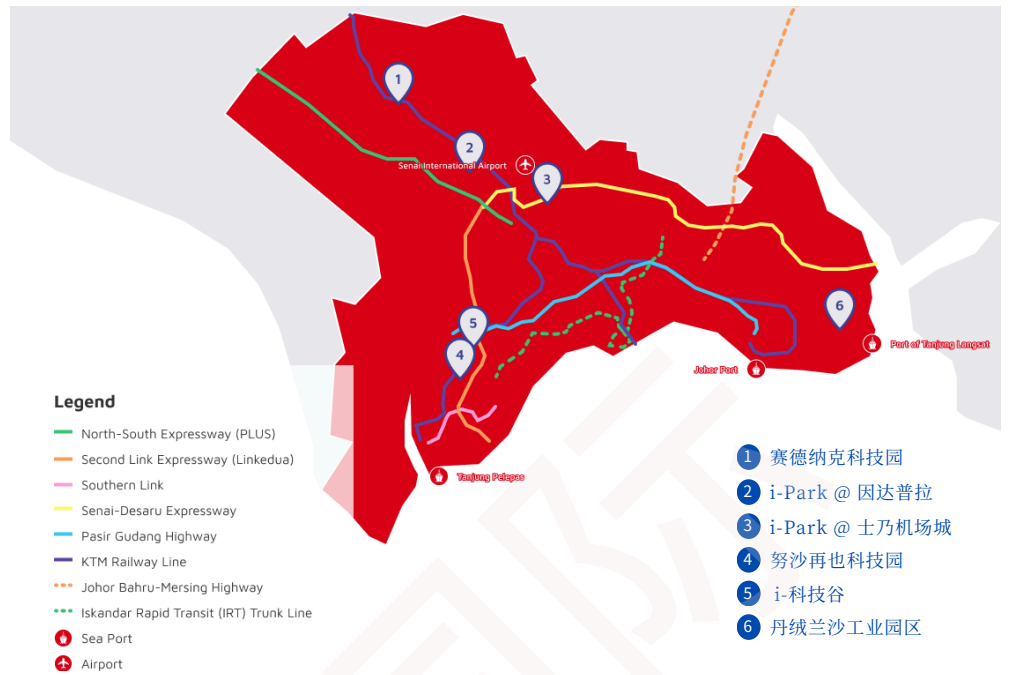 1
2
Senai International Airport
3
6
5
Port of Tanjung Langsat
4
Johor Port
Tanjung Pelepas
Legend
North-South Expressway (PLUS)
Second Link Expressway (Linkedua)
Southern Link
Senai-Desaru Expressway
Pasir Gudang Highway
KTM Railway Line
Johor Bahru-Mersing Highway
Iskandar Rapid Transit (IRT) Trunk Line
Sea Port
Airport
1 赛德纳克科技园
2 i-Park @ 因达普拉
3 i-Park @ 士乃机场城
4 努沙再也科技园
5 i-科技谷
6 丹绒兰沙工业园区
国际